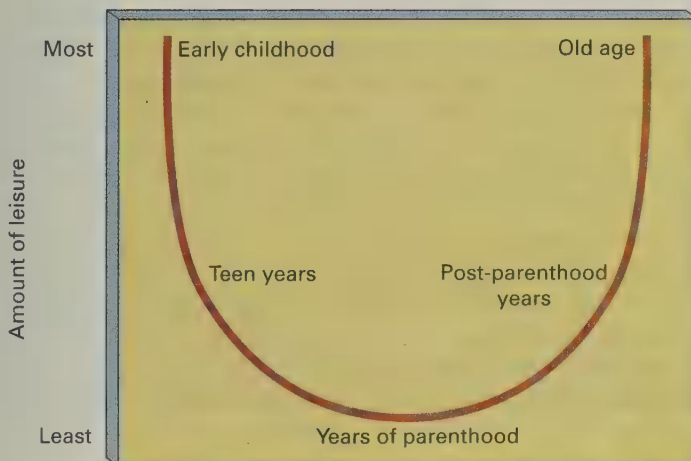 Most
Early childhood
Old age
Amount of leisure
Teen years
Post-parenthood
years
Least
Years of parenthood